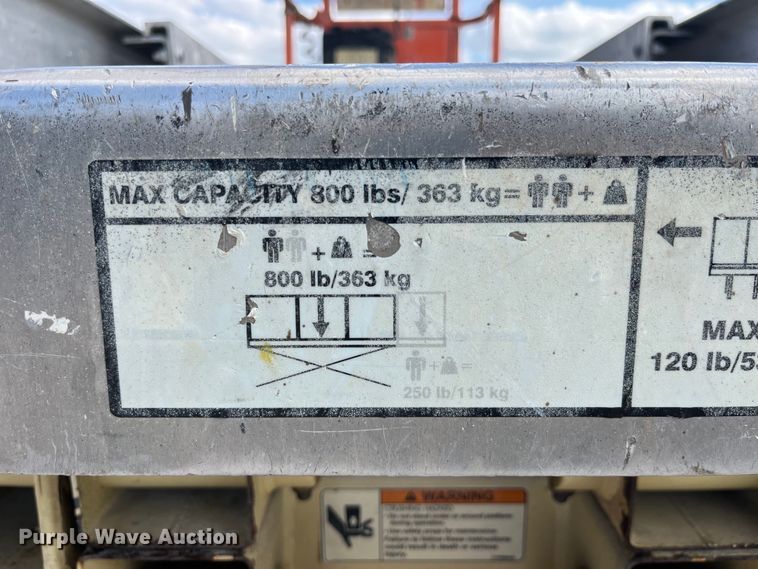 MAX CAPACITY 800 lbs/ 363 kg= +
+ =
800 lb/363 kg
+ =
250 lb/113 kg
MAX
120 lb/53
WARNING
Purple Wave Auction